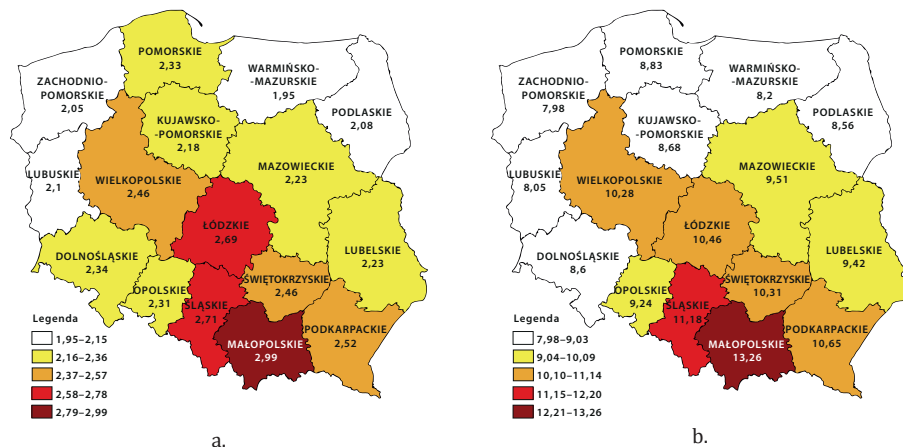 POMORSKIE
2,33
WARMIŃSKO-
-MAZURSKIE
1,95
ZACHODNIO-
POMORSKIE
2,05
PODLASKIE
2,08
KUJAWSKO-
-POMORSKIE
2,18
MAZOWIECKIE
2,23
LUBUSKIE
2,1
WIELKOPOLSKIE
2,46
ŁÓDZKIE
2,69
LUBELSKIE
2,23
DOLNOŚLĄSKIE
2,34
OPOLSKIE
2,31
ŚLĄSKIE
2,71
ŚWIĘTOKRZYSKIE
2,46
MAŁOPOLSKIE
2,99
PODKARPACKIE
2,52
Legenda
1,95–2,15
2,16–2,36
2,37–2,57
2,58–2,78
2,79–2,99
a.
POMORSKIE
8,83
WARMIŃSKO-
-MAZURSKIE
8,2
ZACHODNIO-
POMORSKIE
7,98
PODLASKIE
8,56
KUJAWSKO-
-POMORSKIE
8,68
MAZOWIECKIE
9,51
LUBUSKIE
8,05
WIELKOPOLSKIE
10,28
ŁÓDZKIE
10,46
LUBELSKIE
9,42
DOLNOŚLĄSKIE
8,6
OPOLSKIE
9,24
ŚLĄSKIE
11,18
ŚWIĘTOKRZYSKIE
10,31
MAŁOPOLSKIE
13,26
PODKARPACKIE
10,65
Legenda
7,98–9,03
9,04–10,09
10,10–11,14
11,15–12,20
12,21–13,26
b.